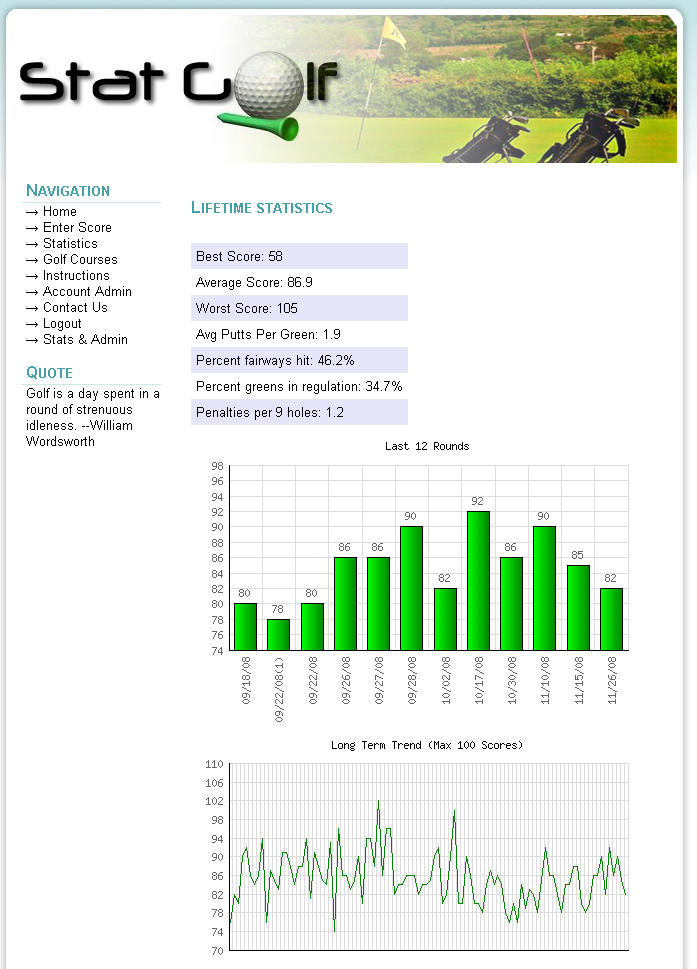 Stat Golf
NAVIGATION
→ Home
→ Enter Score
→ Statistics
→ Golf Courses
→ Instructions
→ Account Admin
→ Contact Us
→ Logout
→ Stats & Admin
QUOTE
Golf is a day spent in a
round of strenuous
idleness. --William
Wordsworth
LIFETIME STATISTICS
Best Score: 58
Average Score: 86.9
Worst Score: 105
Avg Putts Per Green: 1.9
Percent fairways hit: 46.2%
Percent greens in regulation: 34.7%
Penalties per 9 holes: 1.2
Last 12 Rounds
98
96
94
92
90
88
86
84
82
80
78
76
74
80
78
80
86
86
90
82
92
86
90
85
82
09/18/08
09/22/08(1)
09/22/08
09/26/08
09/27/08
09/28/08
10/02/08
10/17/08
10/30/08
11/10/08
11/15/08
11/26/08
Long Term Trend (Max 100 Scores)
110
106
102
98
94
90
86
82
78
74
70